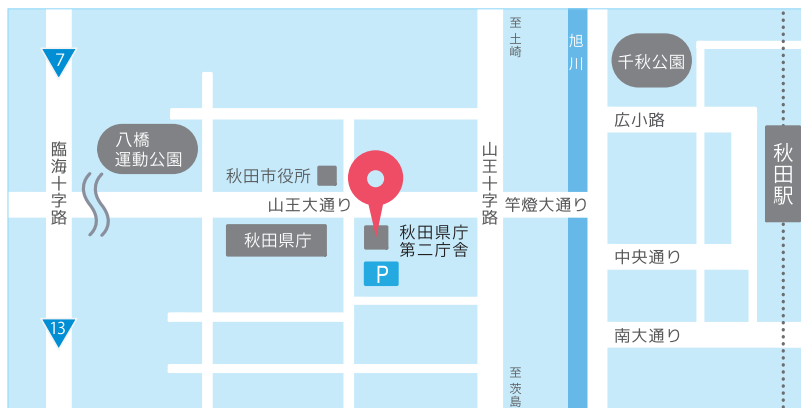 至土崎
旭川
7
千秋公園
広小路
八橋
運動公園
臨海十字路
山王十字路
秋田駅
秋田市役所
山王大通り
竿燈大通り
秋田県庁
秋田県庁
第二庁舎
中央通り
P
13
南大通り
至茨島